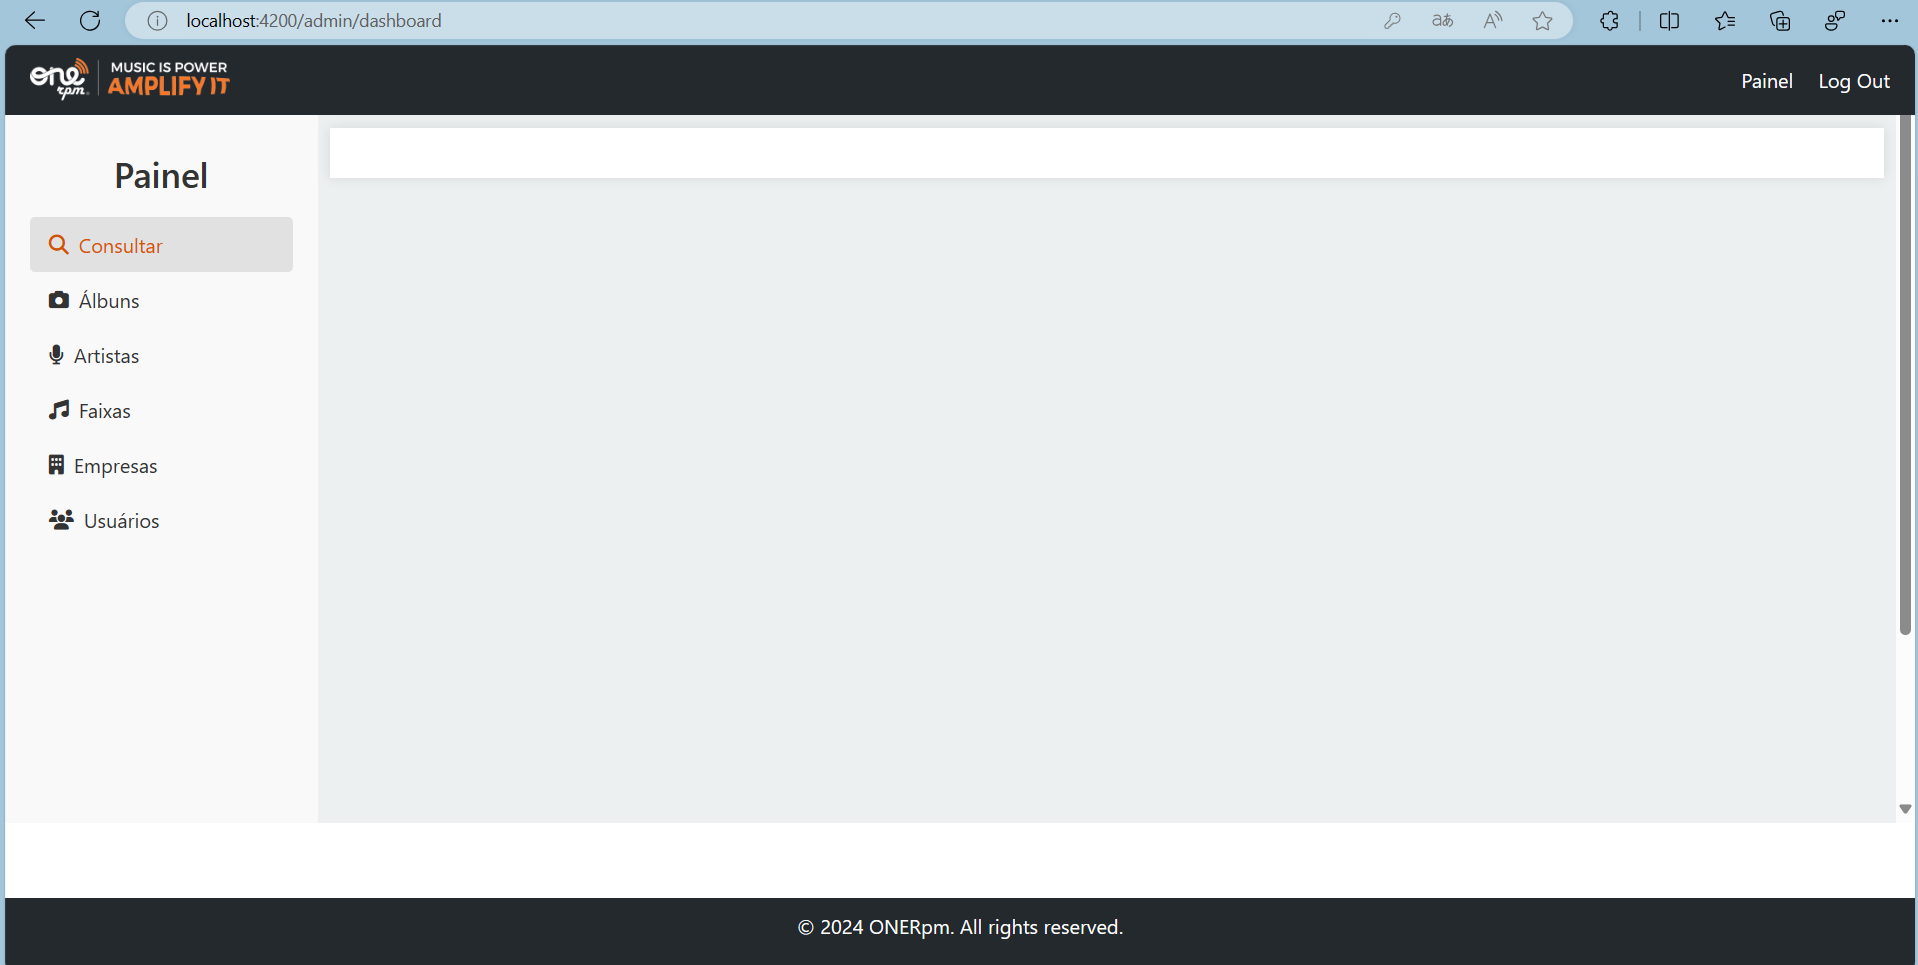 localhost:4200/admin/dashboard
one rpm
MUSIC IS POWER
AMPLIFY IT
Painel
Log Out
Painel
Consultar
Álbuns
Artistas
Faixas
Empresas
Usuários
© 2024 ONERpm. All rights reserved.